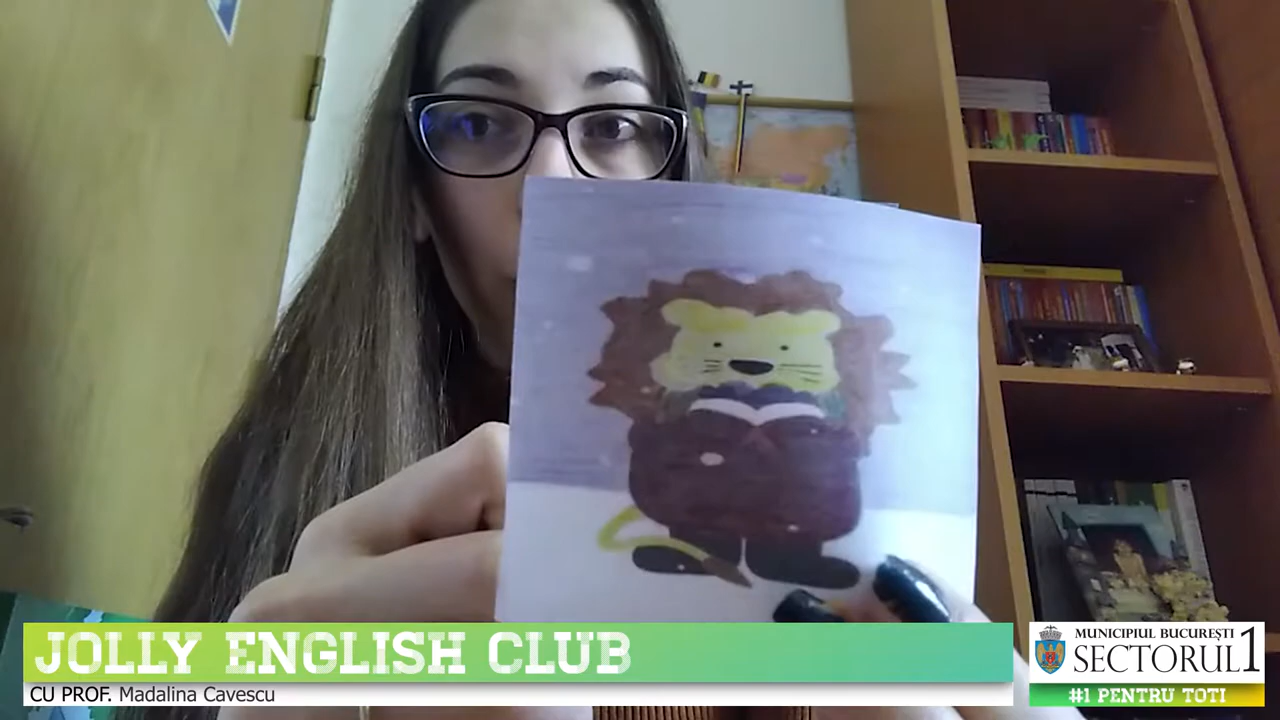 JOLLY ENGLISH CLUB
CU PROF. Madalina Cavescu
MUNICIPIUL BUCUREȘTI
SECTORUL 1
#1 PENTRU TOTI